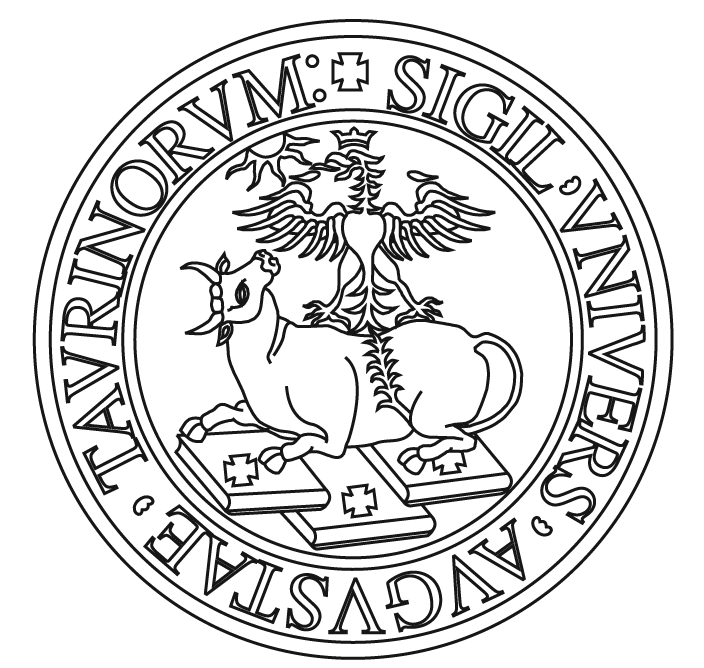 ✠ SIGIL · VNIVERS · AVGVSTAE · TAVRINORVM: